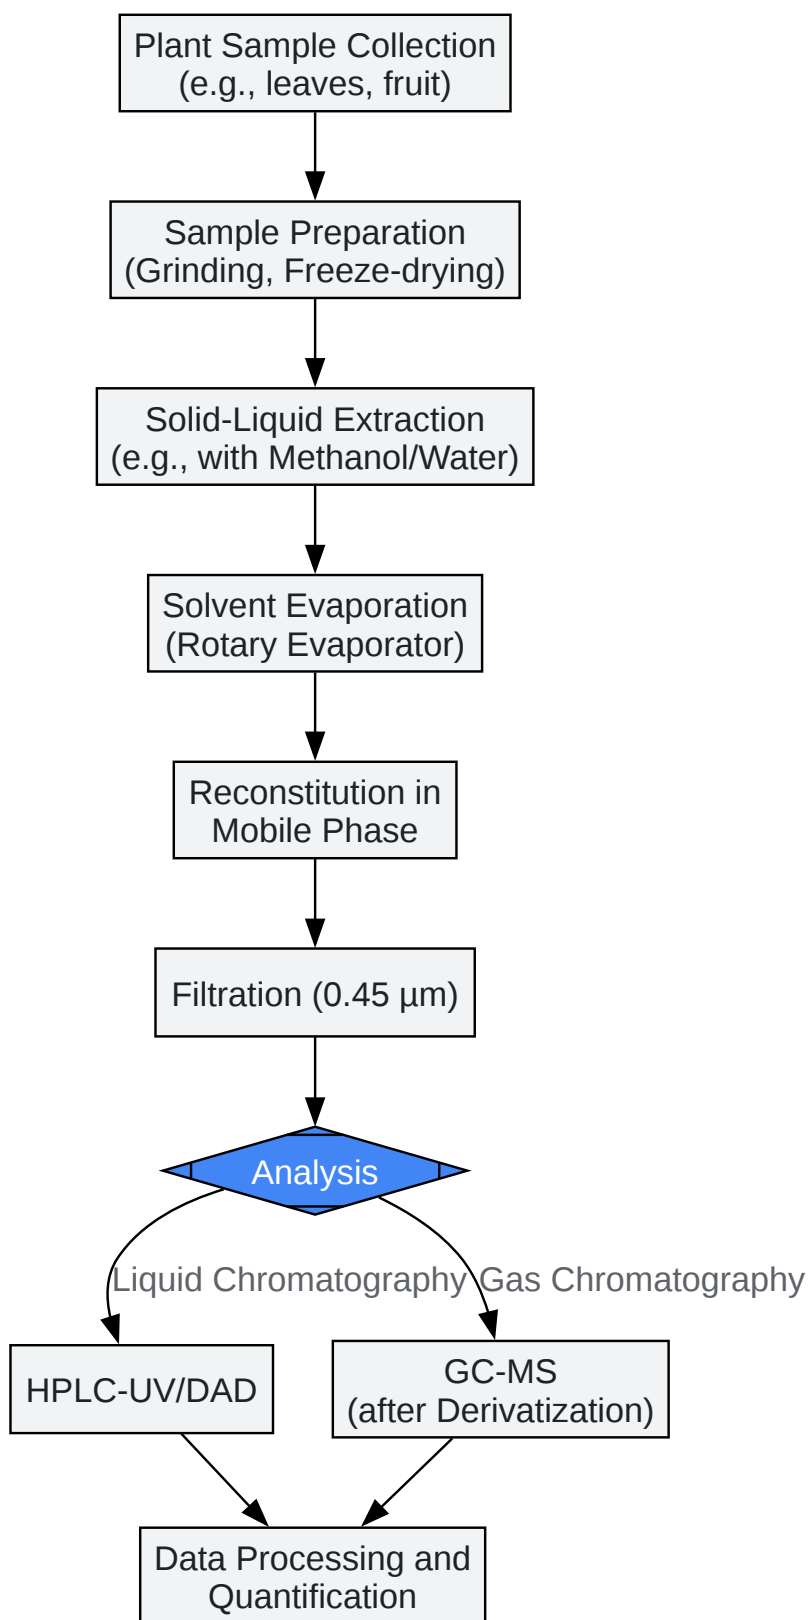 Plant Sample Collection
(e.g., leaves, fruit)
Sample Preparation
(Grinding, Freeze-drying)
Solid-Liquid Extraction
(e.g., with Methanol/Water)
Solvent Evaporation
(Rotary Evaporator)
Reconstitution in
Mobile Phase
Filtration (0.45 µm)
Analysis
Liquid Chromatography
Gas Chromatography
HPLC-UV/DAD
GC-MS
(after Derivatization)
Data Processing and
Quantification